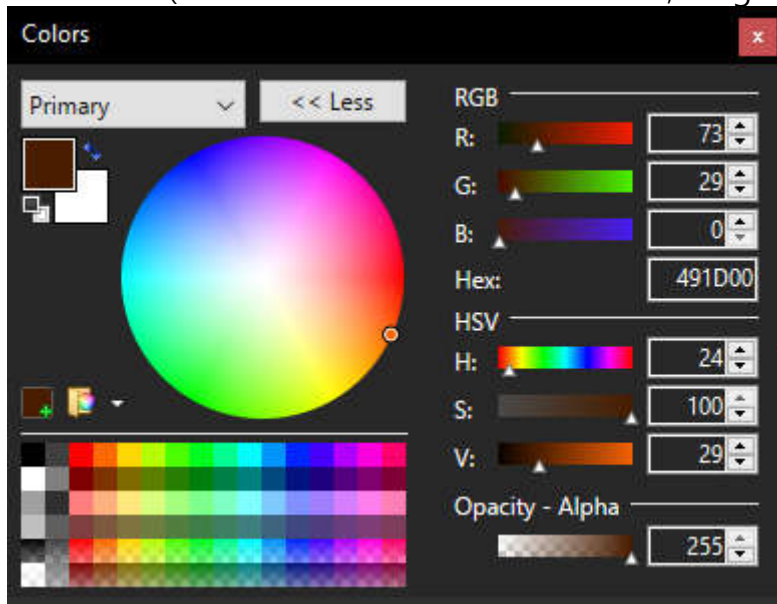 Colors
x
Primary
<< Less
RGB
R: 73
G: 29
B: 0
Hex: 491D00
HSV
H: 24
S: 100
V: 29
Opacity - Alpha
255